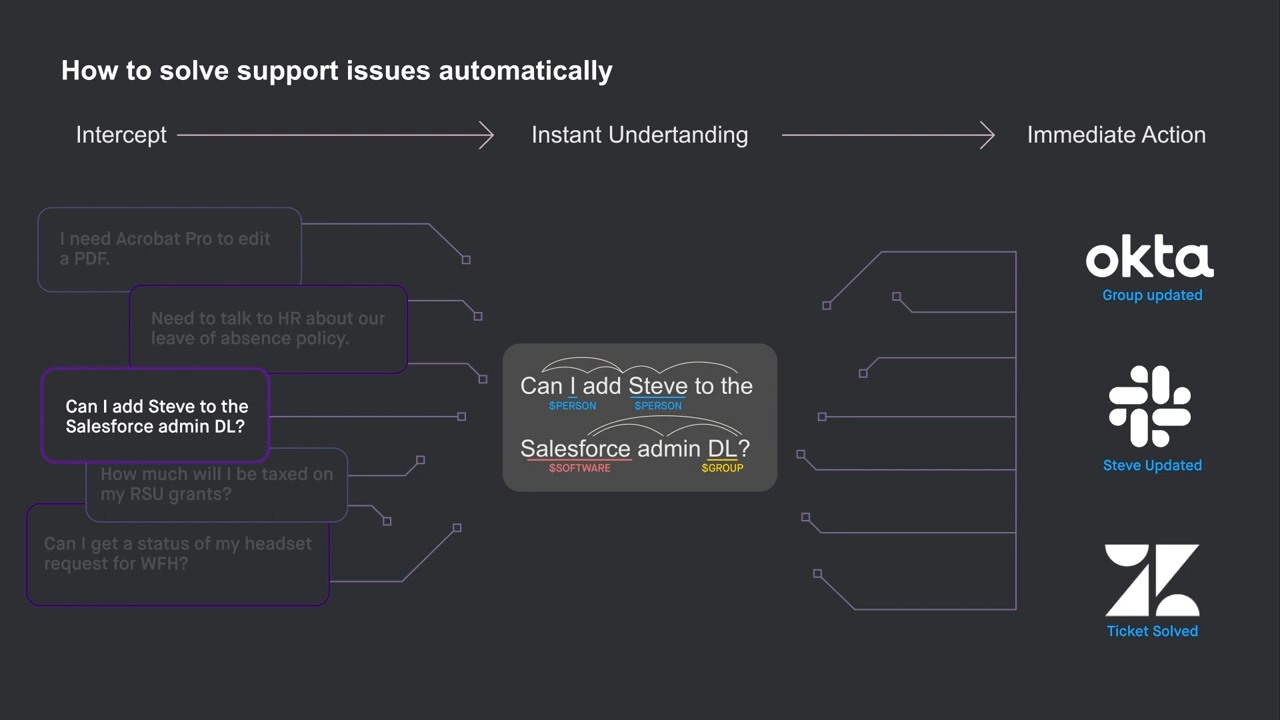 How to solve support issues automatically
Intercept
Instant Undertanding
Immediate Action
I need Acrobat Pro to edit
a PDF.
Need to talk to HR about our
leave of absence policy.
Can I add Steve to the
Salesforce admin DL?
How much will I be taxed on
my RSU grants?
Can I get a status of my headset
request for WFH?
Can I add Steve to the
$PERSON $PERSON
Salesforce admin DL?
$SOFTWARE $GROUP
okta
Group updated
Steve Updated
Ticket Solved